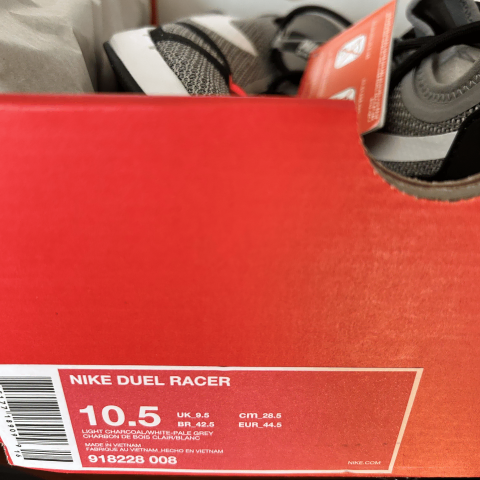 NIKE DUEL RACER
10.5 UK_9.5 cm_28.5
BR_42.5 EUR_44.5
LIGHT CHARCOAL/WHITE/PALE GREY
CHARBON DE BOIS CLAIR/BLANC
MADE IN VIETNAM
FABRIQUE AU VIETNAM, HECHO EN VIETNAM
918228 008
NIKE.COM